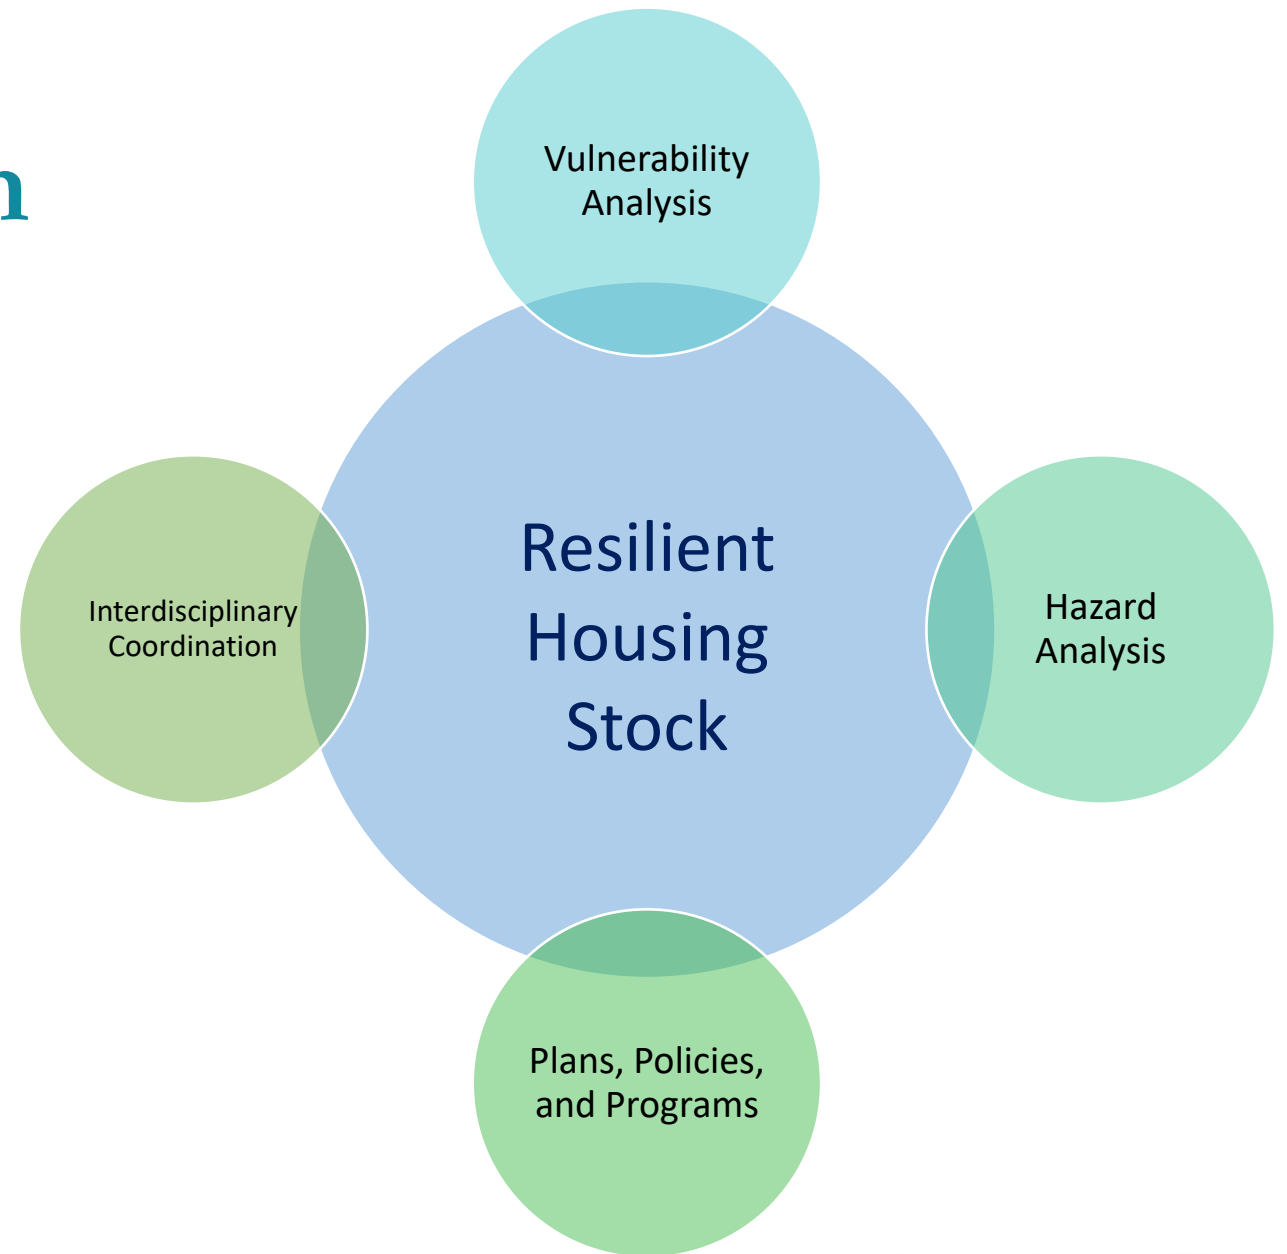 Vulnerability
Analysis
Interdisciplinary
Coordination
Resilient
Housing
Stock
Hazard
Analysis
Plans, Policies,
and Programs